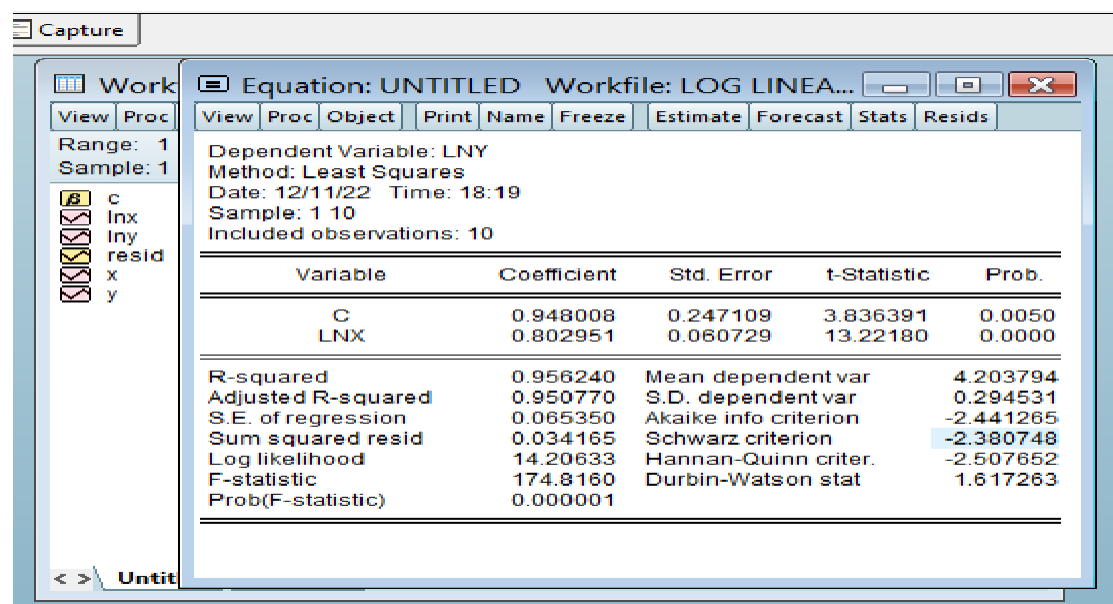 Capture
Work
View Proc
Range: 1
Sample: 1
c
lnx
lny
resid
x
y
< > Untitl
Equation: UNTITLED Workfile: LOG LINEA...
View Proc Object Print Name Freeze Estimate Forecast Stats Resids
Dependent Variable: LNY
Method: Least Squares
Date: 12/11/22 Time: 18:19
Sample: 1 10
Included observations: 10
Variable Coefficient Std. Error t-Statistic Prob.
C 0.948008 0.247109 3.836391 0.0050
LNX 0.802951 0.060729 13.22180 0.0000
R-squared 0.956240 Mean dependent var 4.203794
Adjusted R-squared 0.950770 S.D. dependent var 0.294531
S.E. of regression 0.065350 Akaike info criterion -2.441265
Sum squared resid 0.034165 Schwarz criterion -2.380748
Log likelihood 14.20633 Hannan-Quinn criter. -2.507652
F-statistic 174.8160 Durbin-Watson stat 1.617263
Prob(F-statistic) 0.000001